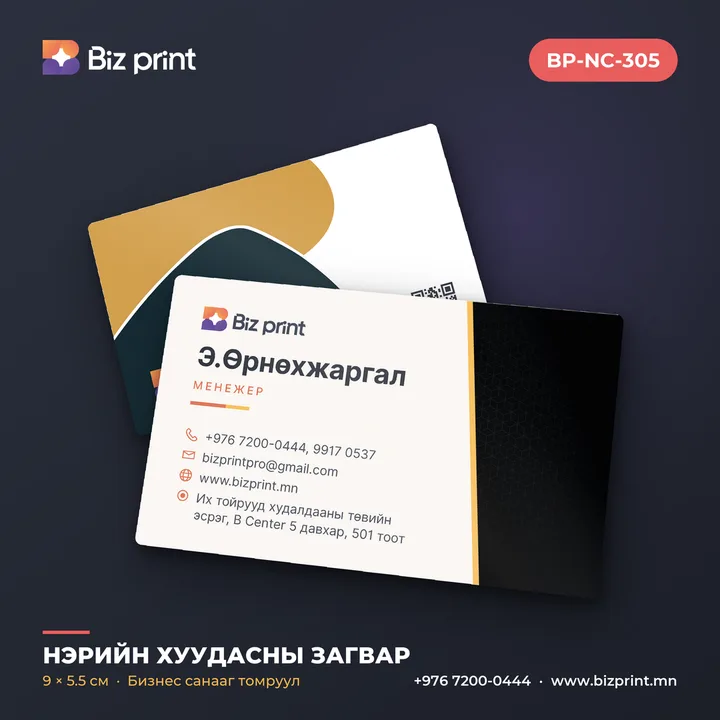 Biz print
BP-NC-305
Biz print
Э.Өрнөхжаргал
МЕНЕЖЕР
+976 7200-0444, 9917 0537
bizprintpro@gmail.com
www.bizprint.mn
Их тойрууд худалдааны төвийн
эсрэг, B Center 5 давхар, 501 тоот
НЭРИЙН ХУУДАСНЫ ЗАГВАР
9 × 5.5 см · Бизнес санааг томруул
+976 7200-0444 · www.bizprint.mn